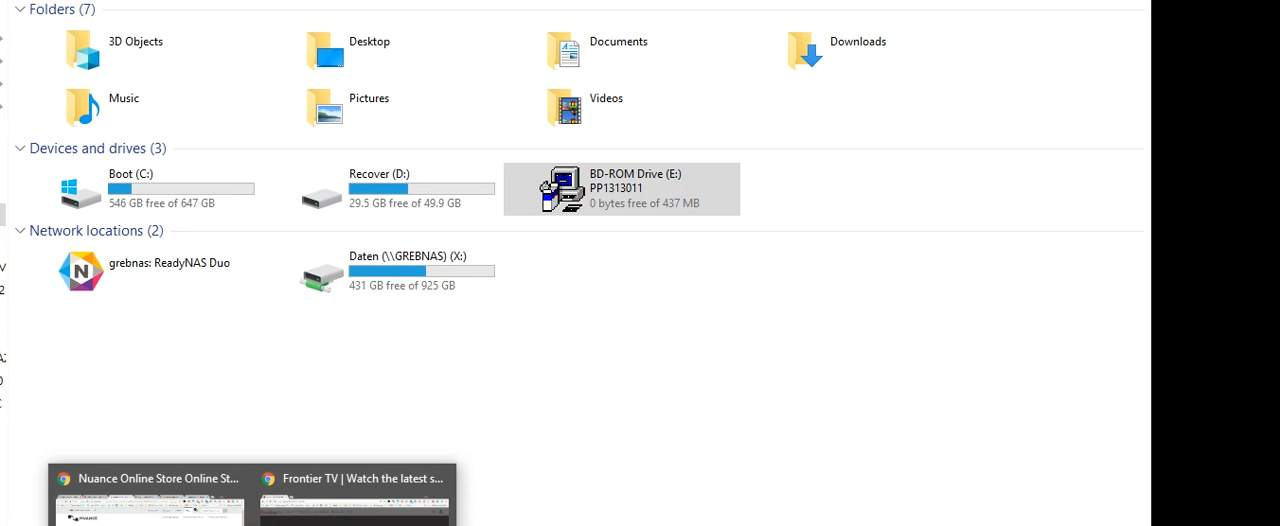 Folders (7)
3D Objects
Desktop
Documents
Downloads
Music
Pictures
Videos
Devices and drives (3)
Boot (C:)
546 GB free of 647 GB
Recover (D:)
29.5 GB free of 49.9 GB
BD-ROM Drive (E:)
PP1313011
0 bytes free of 437 MB
Network locations (2)
grebnas: ReadyNAS Duo
Daten (\\GREBNAS) (X:)
431 GB free of 925 GB
Nuance Online Store Online St...
Frontier TV | Watch the latest s...
NUANCE